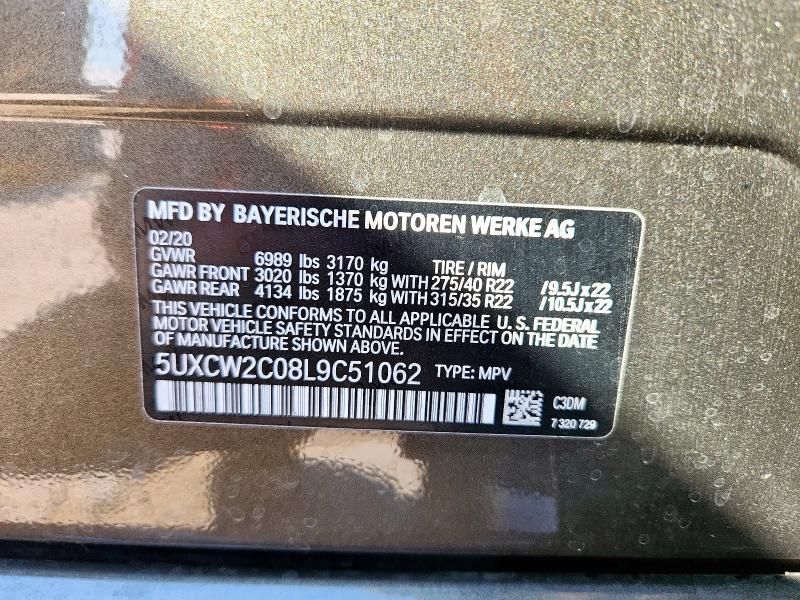 MFD BY BAYERISCHE MOTOREN WERKE AG
02/20
GVWR 6989 lbs 3170 kg TIRE / RIM
GAWR FRONT 3020 lbs 1370 kg WITH 275/40 R22 /9.5Jx22
GAWR REAR 4134 lbs 1875 kg WITH 315/35 R22 /10.5Jx22
THIS VEHICLE CONFORMS TO ALL APPLICABLE U.S. FEDERAL
MOTOR VEHICLE SAFETY STANDARDS IN EFFECT ON THE DATE
OF MANUFACTURE SHOWN ABOVE.
5UXCW2C08L9C51062 TYPE: MPV
C3DM
7 320 729